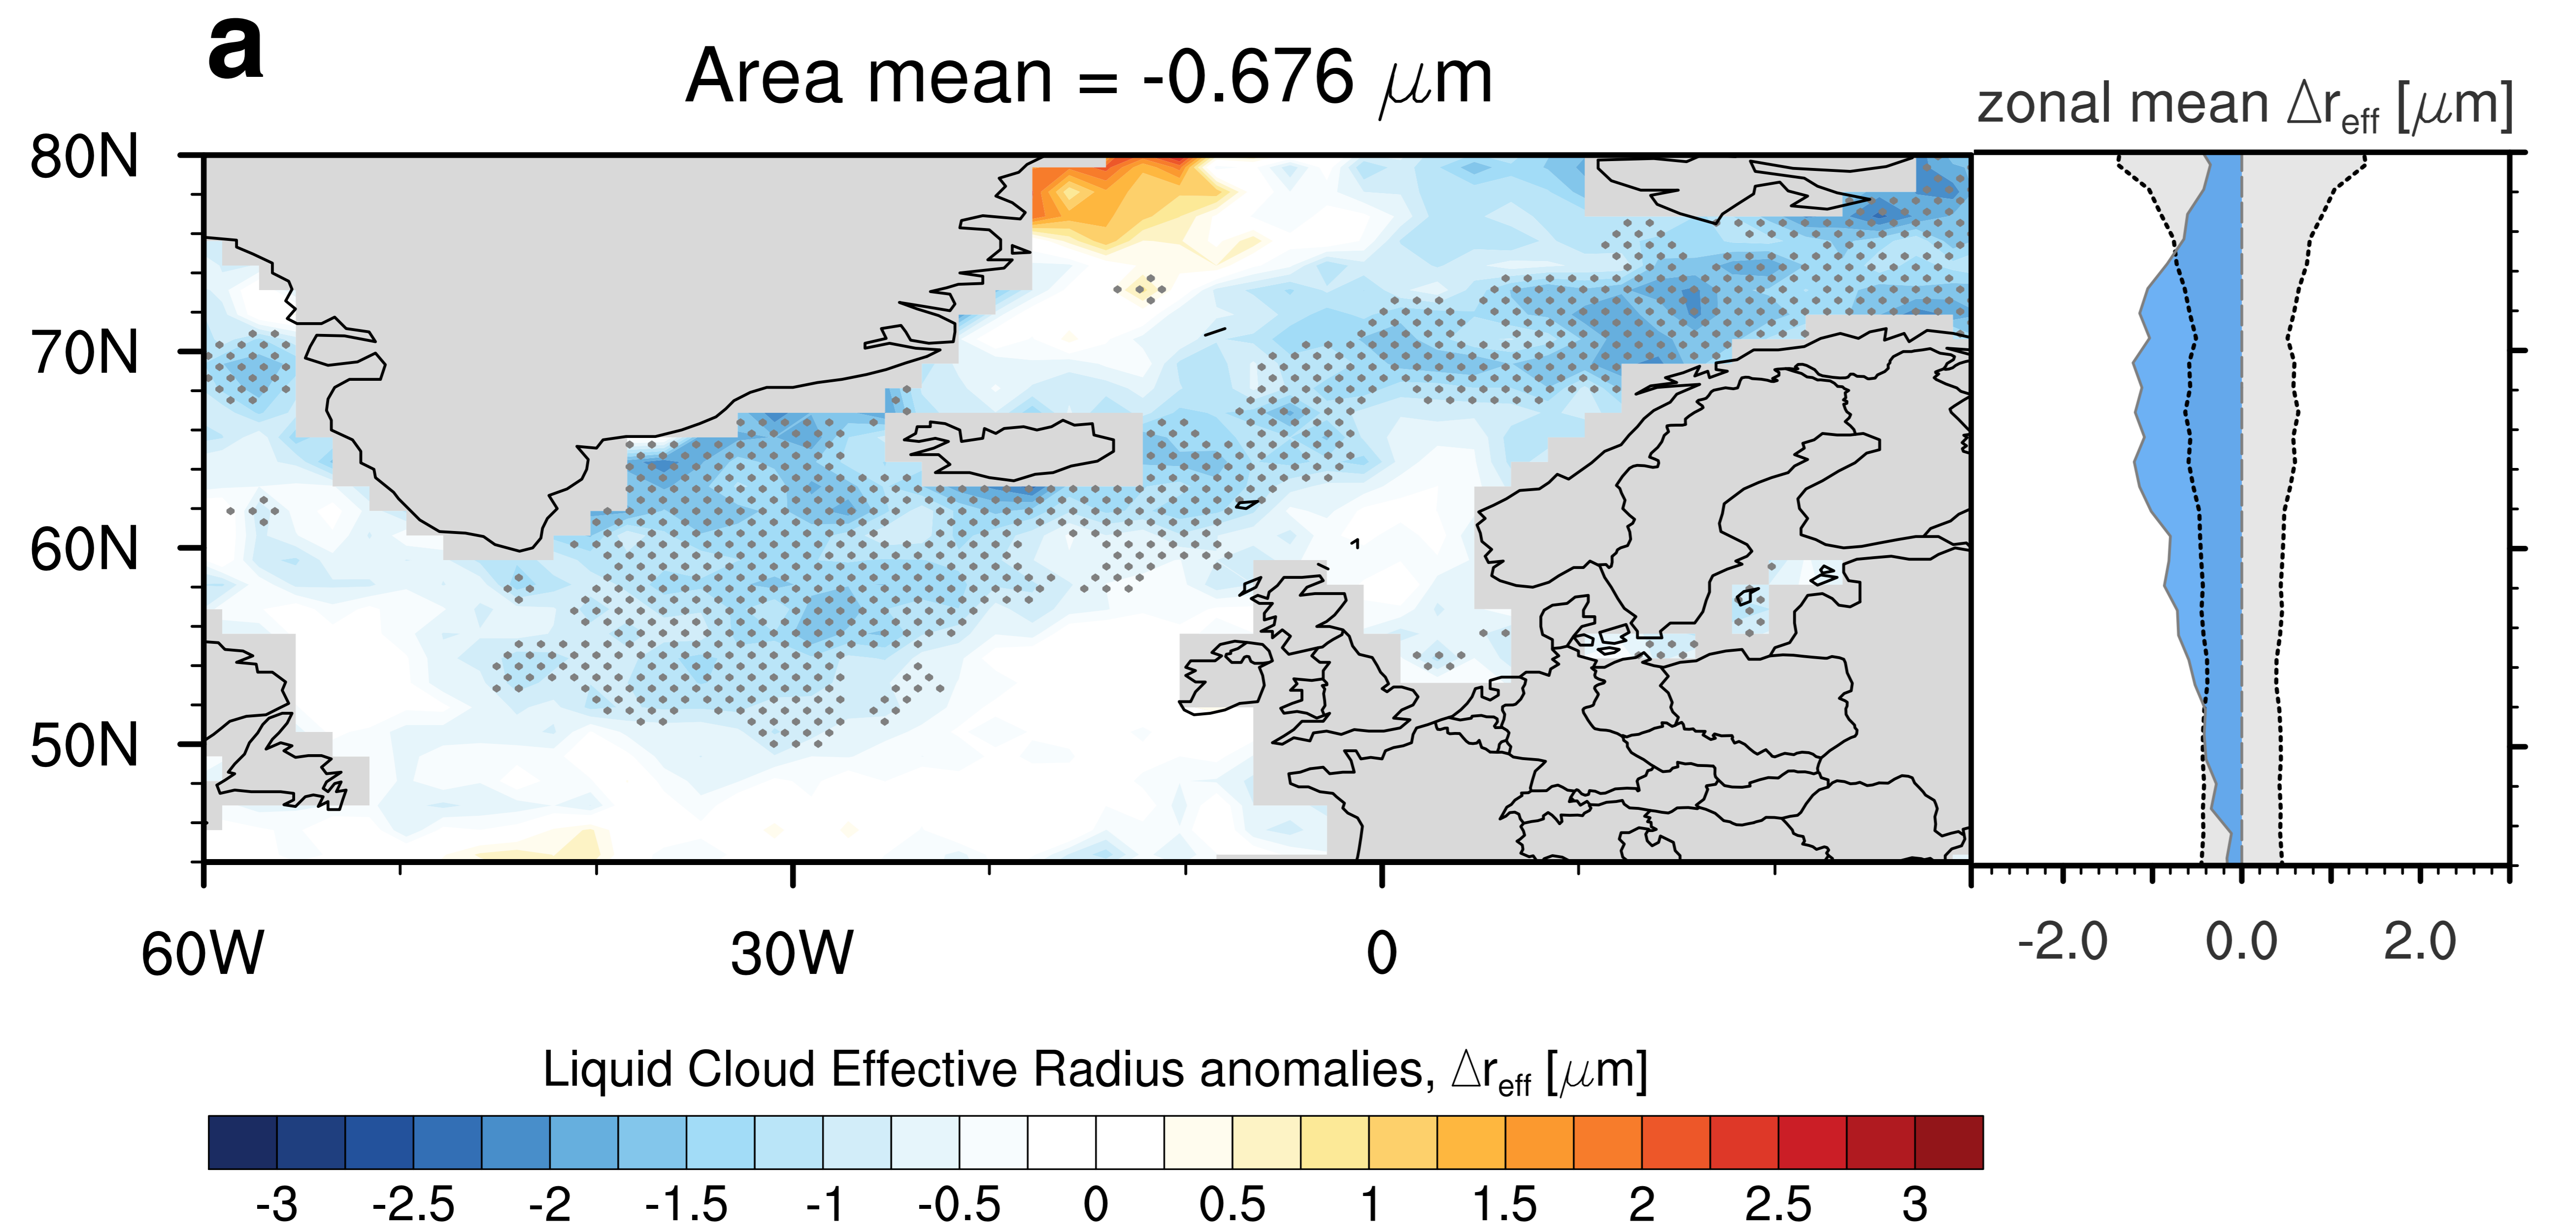 a
Area mean = -0.676 μm
zonal mean Δreff [μm]
80N
70N
60N
50N
60W 30W 0
-2.0 0.0 2.0
Liquid Cloud Effective Radius anomalies, Δreff [μm]
-3 -2.5 -2 -1.5 -1 -0.5 0 0.5 1 1.5 2 2.5 3